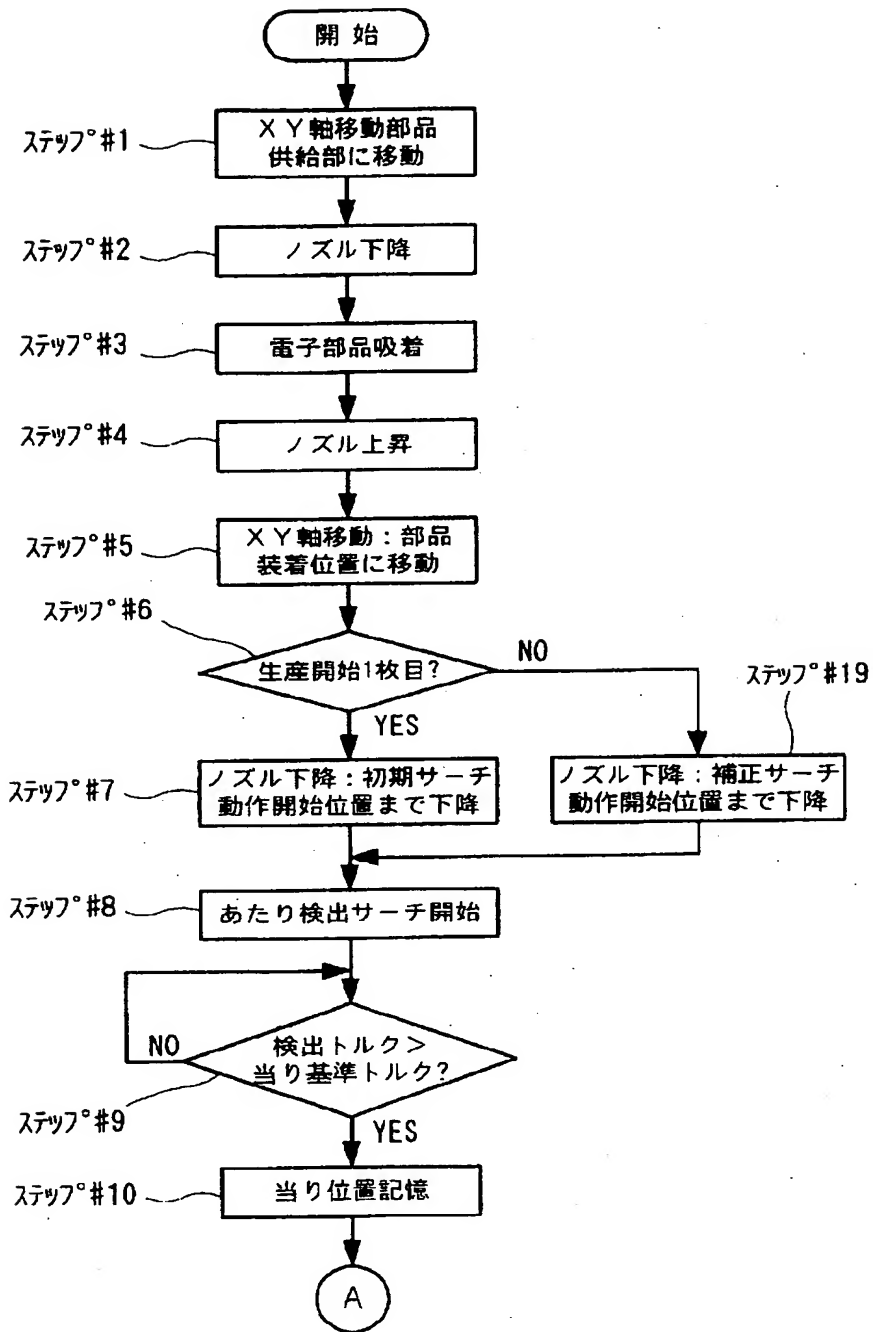 開始
ステップ#1
XY軸移動部品
供給部に移動
ステップ#2
ノズル下降
ステップ#3
電子部品吸着
ステップ#4
ノズル上昇
ステップ#5
XY軸移動:部品
装着位置に移動
ステップ#6
生産開始1枚目?
NO
YES
ステップ#19
ステップ#7
ノズル下降:初期サーチ
動作開始位置まで下降
ノズル下降:補正サーチ
動作開始位置まで下降
ステップ#8
あたり検出サーチ開始
NO
検出トルク>
当り基準トルク?
ステップ#9
YES
ステップ#10
当り位置記憶
A